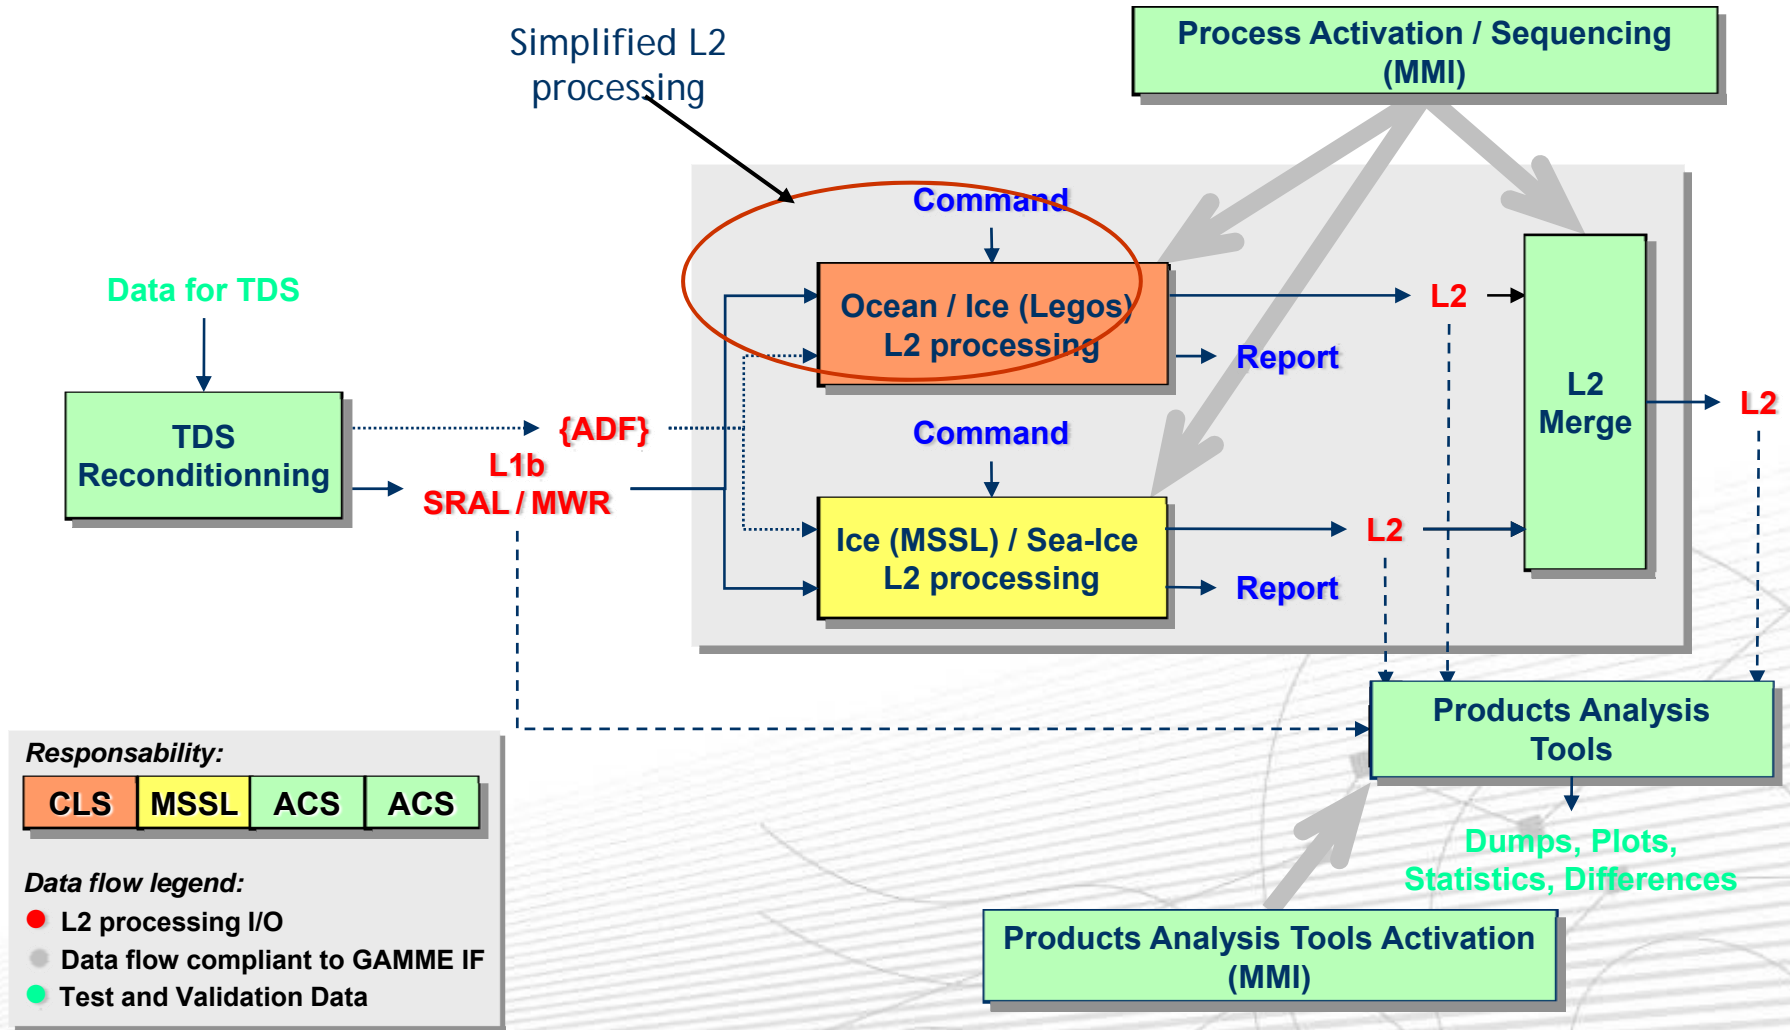 Simplified L2
processing
Process Activation / Sequencing
(MMI)
Command
Data for TDS
Ocean / Ice (Legos)
L2 processing
L2
Report
L2
Merge
L2
TDS
Reconditionning
{ADF}
L1b
SRAL / MWR
Command
Ice (MSSL) / Sea-Ice
L2 processing
L2
Report
Products Analysis
Tools
Dumps, Plots,
Statistics, Differences
Products Analysis Tools Activation
(MMI)
Responsability:
CLS MSSL ACS ACS
Data flow legend:
L2 processing I/O
Data flow compliant to GAMME IF
Test and Validation Data